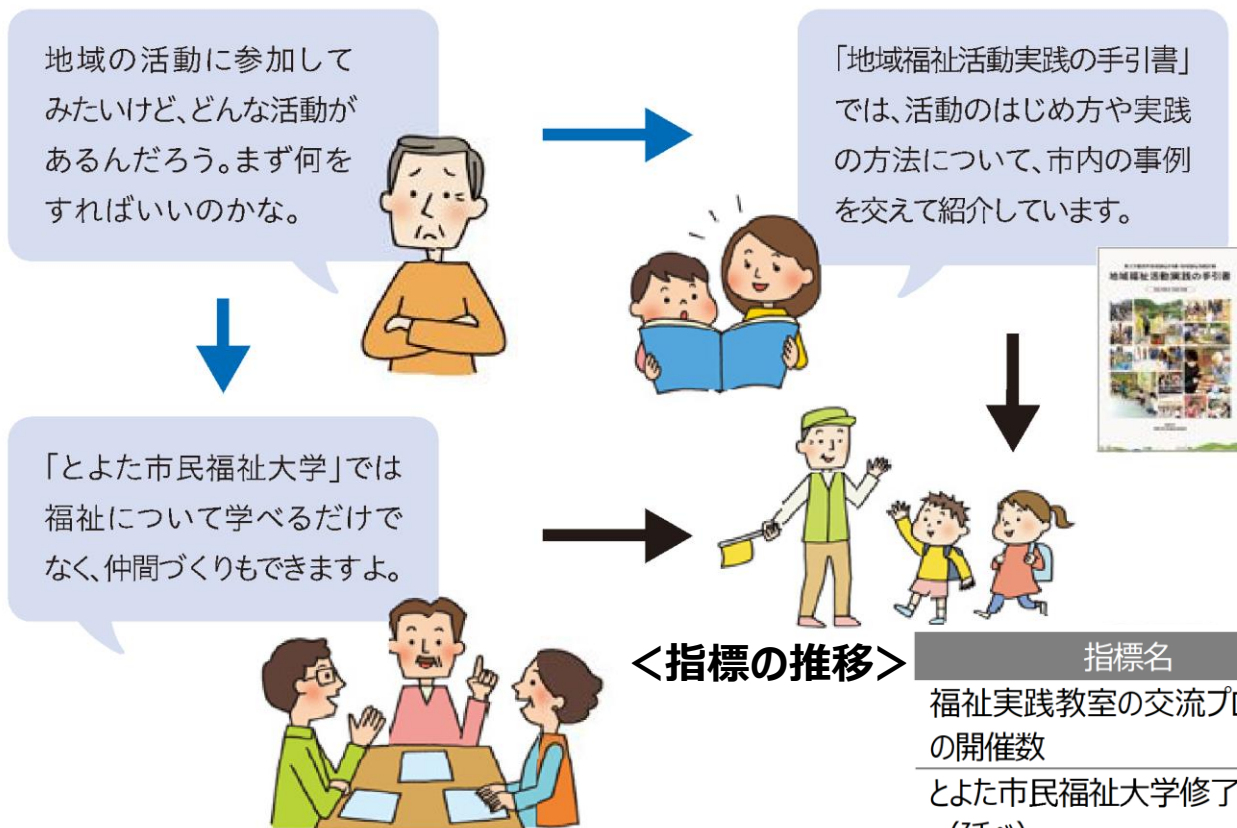 地域の活動に参加して
みたいけど、どんな活動が
あるんだろう。まず何を
すればいいのかな。
「地域福祉活動実践の手引書」
では、活動のはじめ方や実践
の方法について、市内の事例
を交えて紹介しています。
地域福祉活動実践の手引書
「とよた市民福祉大学」では
福祉について学べるだけで
なく、仲間づくりもできますよ。
＜指標の推移＞
指標名
福祉実践教室の交流プロ
の開催数
とよた市民福祉大学修了